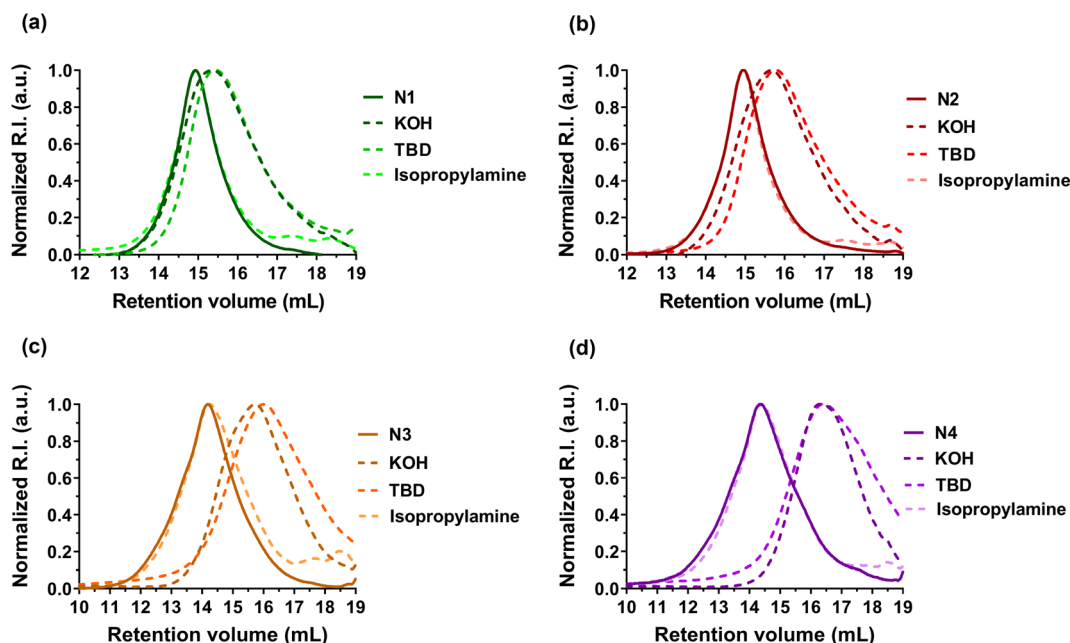 (a)
Normalized R.I. (a.u.)
1.0
0.8
0.6
0.4
0.2
0.0
12 13 14 15 16 17 18 19
Retention volume (mL)
N1
KOH
TBD
Isopropylamine
(b)
Normalized R.I. (a.u.)
1.0
0.8
0.6
0.4
0.2
0.0
12 13 14 15 16 17 18 19
Retention volume (mL)
N2
KOH
TBD
Isopropylamine
(c)
Normalized R.I. (a.u.)
1.0
0.8
0.6
0.4
0.2
0.0
10 11 12 13 14 15 16 17 18 19
Retention volume (mL)
N3
KOH
TBD
Isopropylamine
(d)
Normalized R.I. (a.u.)
1.0
0.8
0.6
0.4
0.2
0.0
10 11 12 13 14 15 16 17 18 19
Retention volume (mL)
N4
KOH
TBD
Isopropylamine